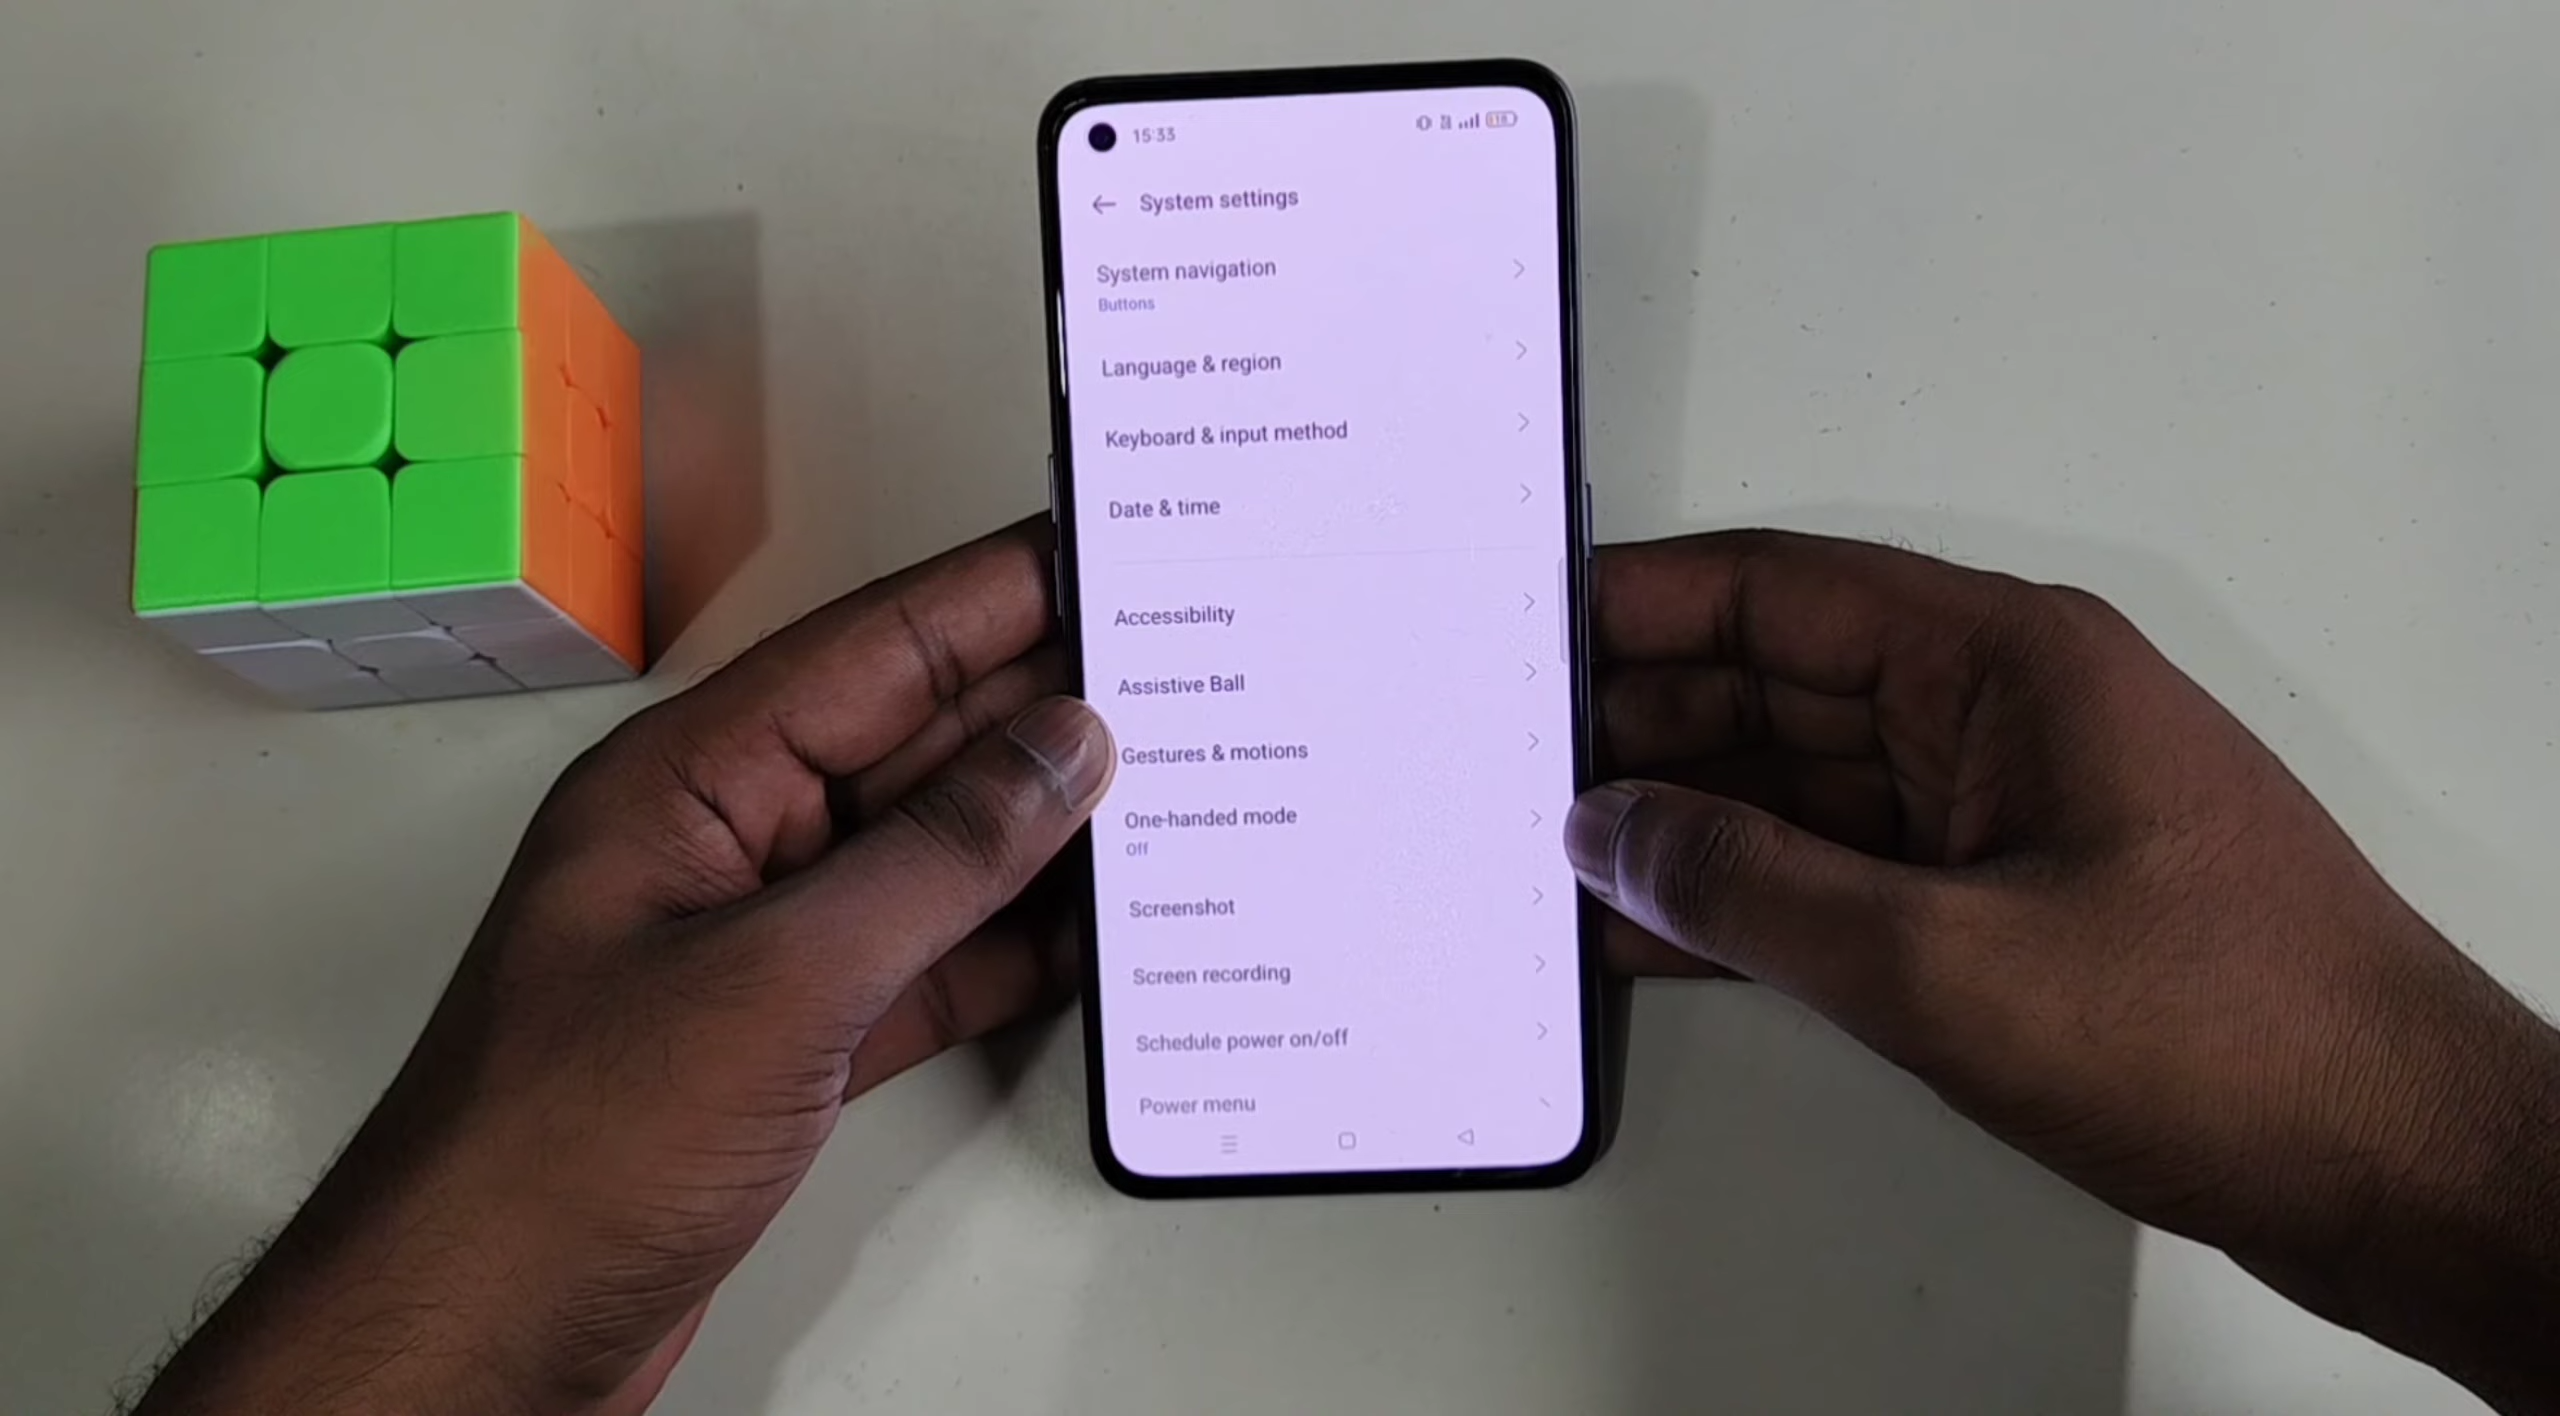 15:33
System settings
System navigation
Buttons
Language & region
Keyboard & input method
Date & time
Accessibility
Assistive Ball
Gestures & motions
One-handed mode
Off
Screenshot
Screen recording
Schedule power on/off
Power menu